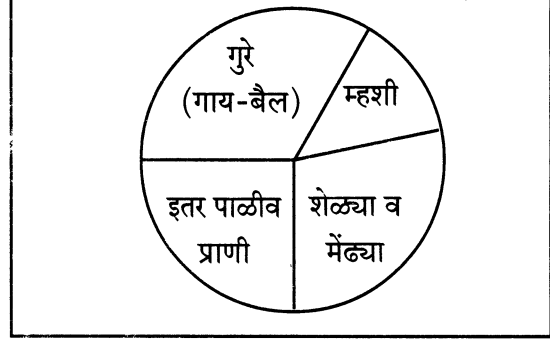 गुरे
(गाय-बैल)
म्हशी
इतर पाळीव
प्राणी
शेळ्या व
मेंढ्या